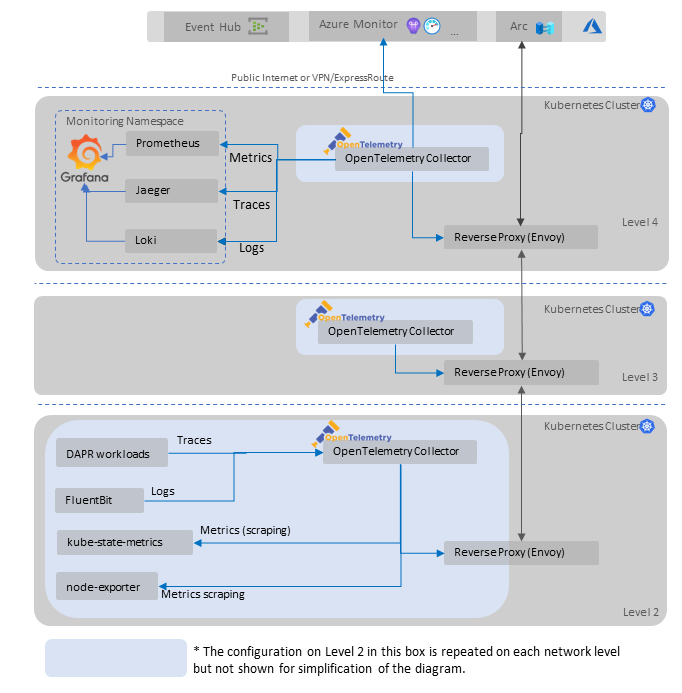 Event Hub
Azure Monitor
...
Arc
Public Internet or VPN/ExpressRoute
Kubernetes Cluster
Monitoring Namespace
Grafana
Prometheus
Jaeger
Loki
Metrics
Traces
Logs
OpenTelemetry
OpenTelemetry Collector
Reverse Proxy (Envoy)
Level 4
Kubernetes Cluster
OpenTelemetry
OpenTelemetry Collector
Reverse Proxy (Envoy)
Level 3
Kubernetes Cluster
OpenTelemetry
OpenTelemetry Collector
DAPR workloads
Traces
FluentBit
Logs
kube-state-metrics
Metrics (scraping)
node-exporter
Metrics scraping
Reverse Proxy (Envoy)
Level 2
* The configuration on Level 2 in this box is repeated on each network level
but not shown for simplification of the diagram.